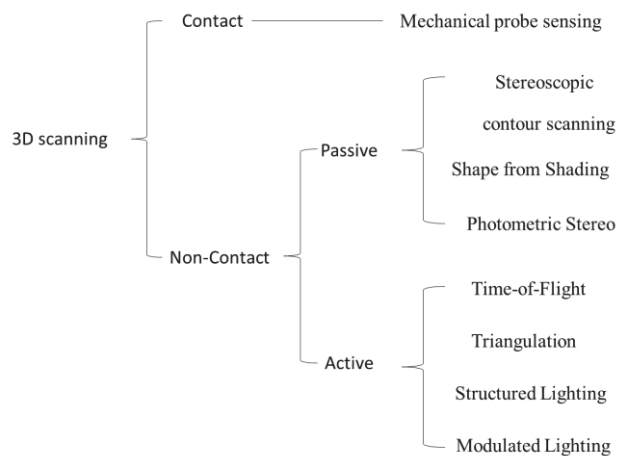 Contact
Mechanical probe sensing
Stereoscopic
contour scanning
3D scanning
Passive
Shape from Shading
Photometric Stereo
Non-Contact
Time-of-Flight
Triangulation
Active
Structured Lighting
Modulated Lighting